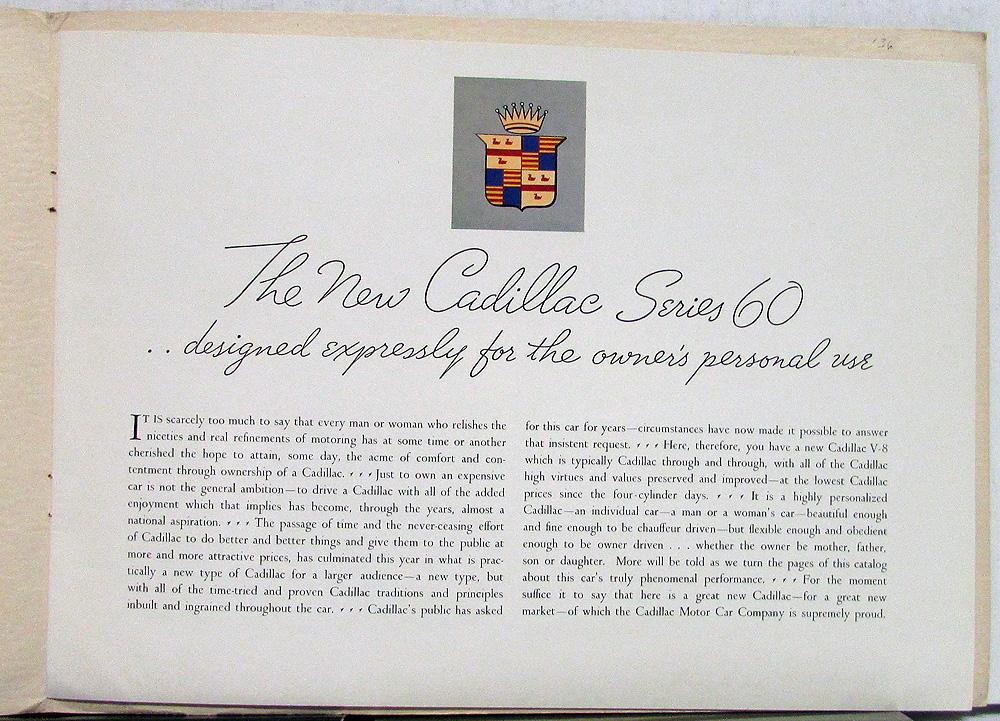 '36
The New Cadillac Series 60
. . designed expressly for the owner's personal use
IT IS scarcely too much to say that every man or woman who relishes the
niceties and real refinements of motoring has at some time or another
cherished the hope to attain, some day, the acme of comfort and con-
tentment through ownership of a Cadillac. ′ ′ ′ Just to own an expensive
car is not the general ambition—to drive a Cadillac with all of the added
enjoyment which that implies has become, through the years, almost a
national aspiration. ′ ′ ′ The passage of time and the never-ceasing effort
of Cadillac to do better and better things and give them to the public at
more and more attractive prices, has culminated this year in what is prac-
tically a new type of Cadillac for a larger audience—a new type, but
with all of the time-tried and proven Cadillac traditions and principles
inbuilt and ingrained throughout the car. ′ ′ ′ Cadillac's public has asked
for this car for years—circumstances have now made it possible to answer
that insistent request. ′ ′ ′ Here, therefore, you have a new Cadillac V-8
which is typically Cadillac through and through, with all of the Cadillac
high virtues and values preserved and improved—at the lowest Cadillac
prices since the four-cylinder days. ′ ′ ′ It is a highly personalized
Cadillac—an individual car—a man or a woman's car—beautiful enough
and fine enough to be chauffeur driven—but flexible enough and obedient
enough to be owner driven . . . whether the owner be mother, father,
son or daughter. More will be told as we turn the pages of this catalog
about this car's truly phenomenal performance. ′ ′ ′ For the moment
suffice it to say that here is a great new Cadillac—for a great new
market—of which the Cadillac Motor Car Company is supremely proud.